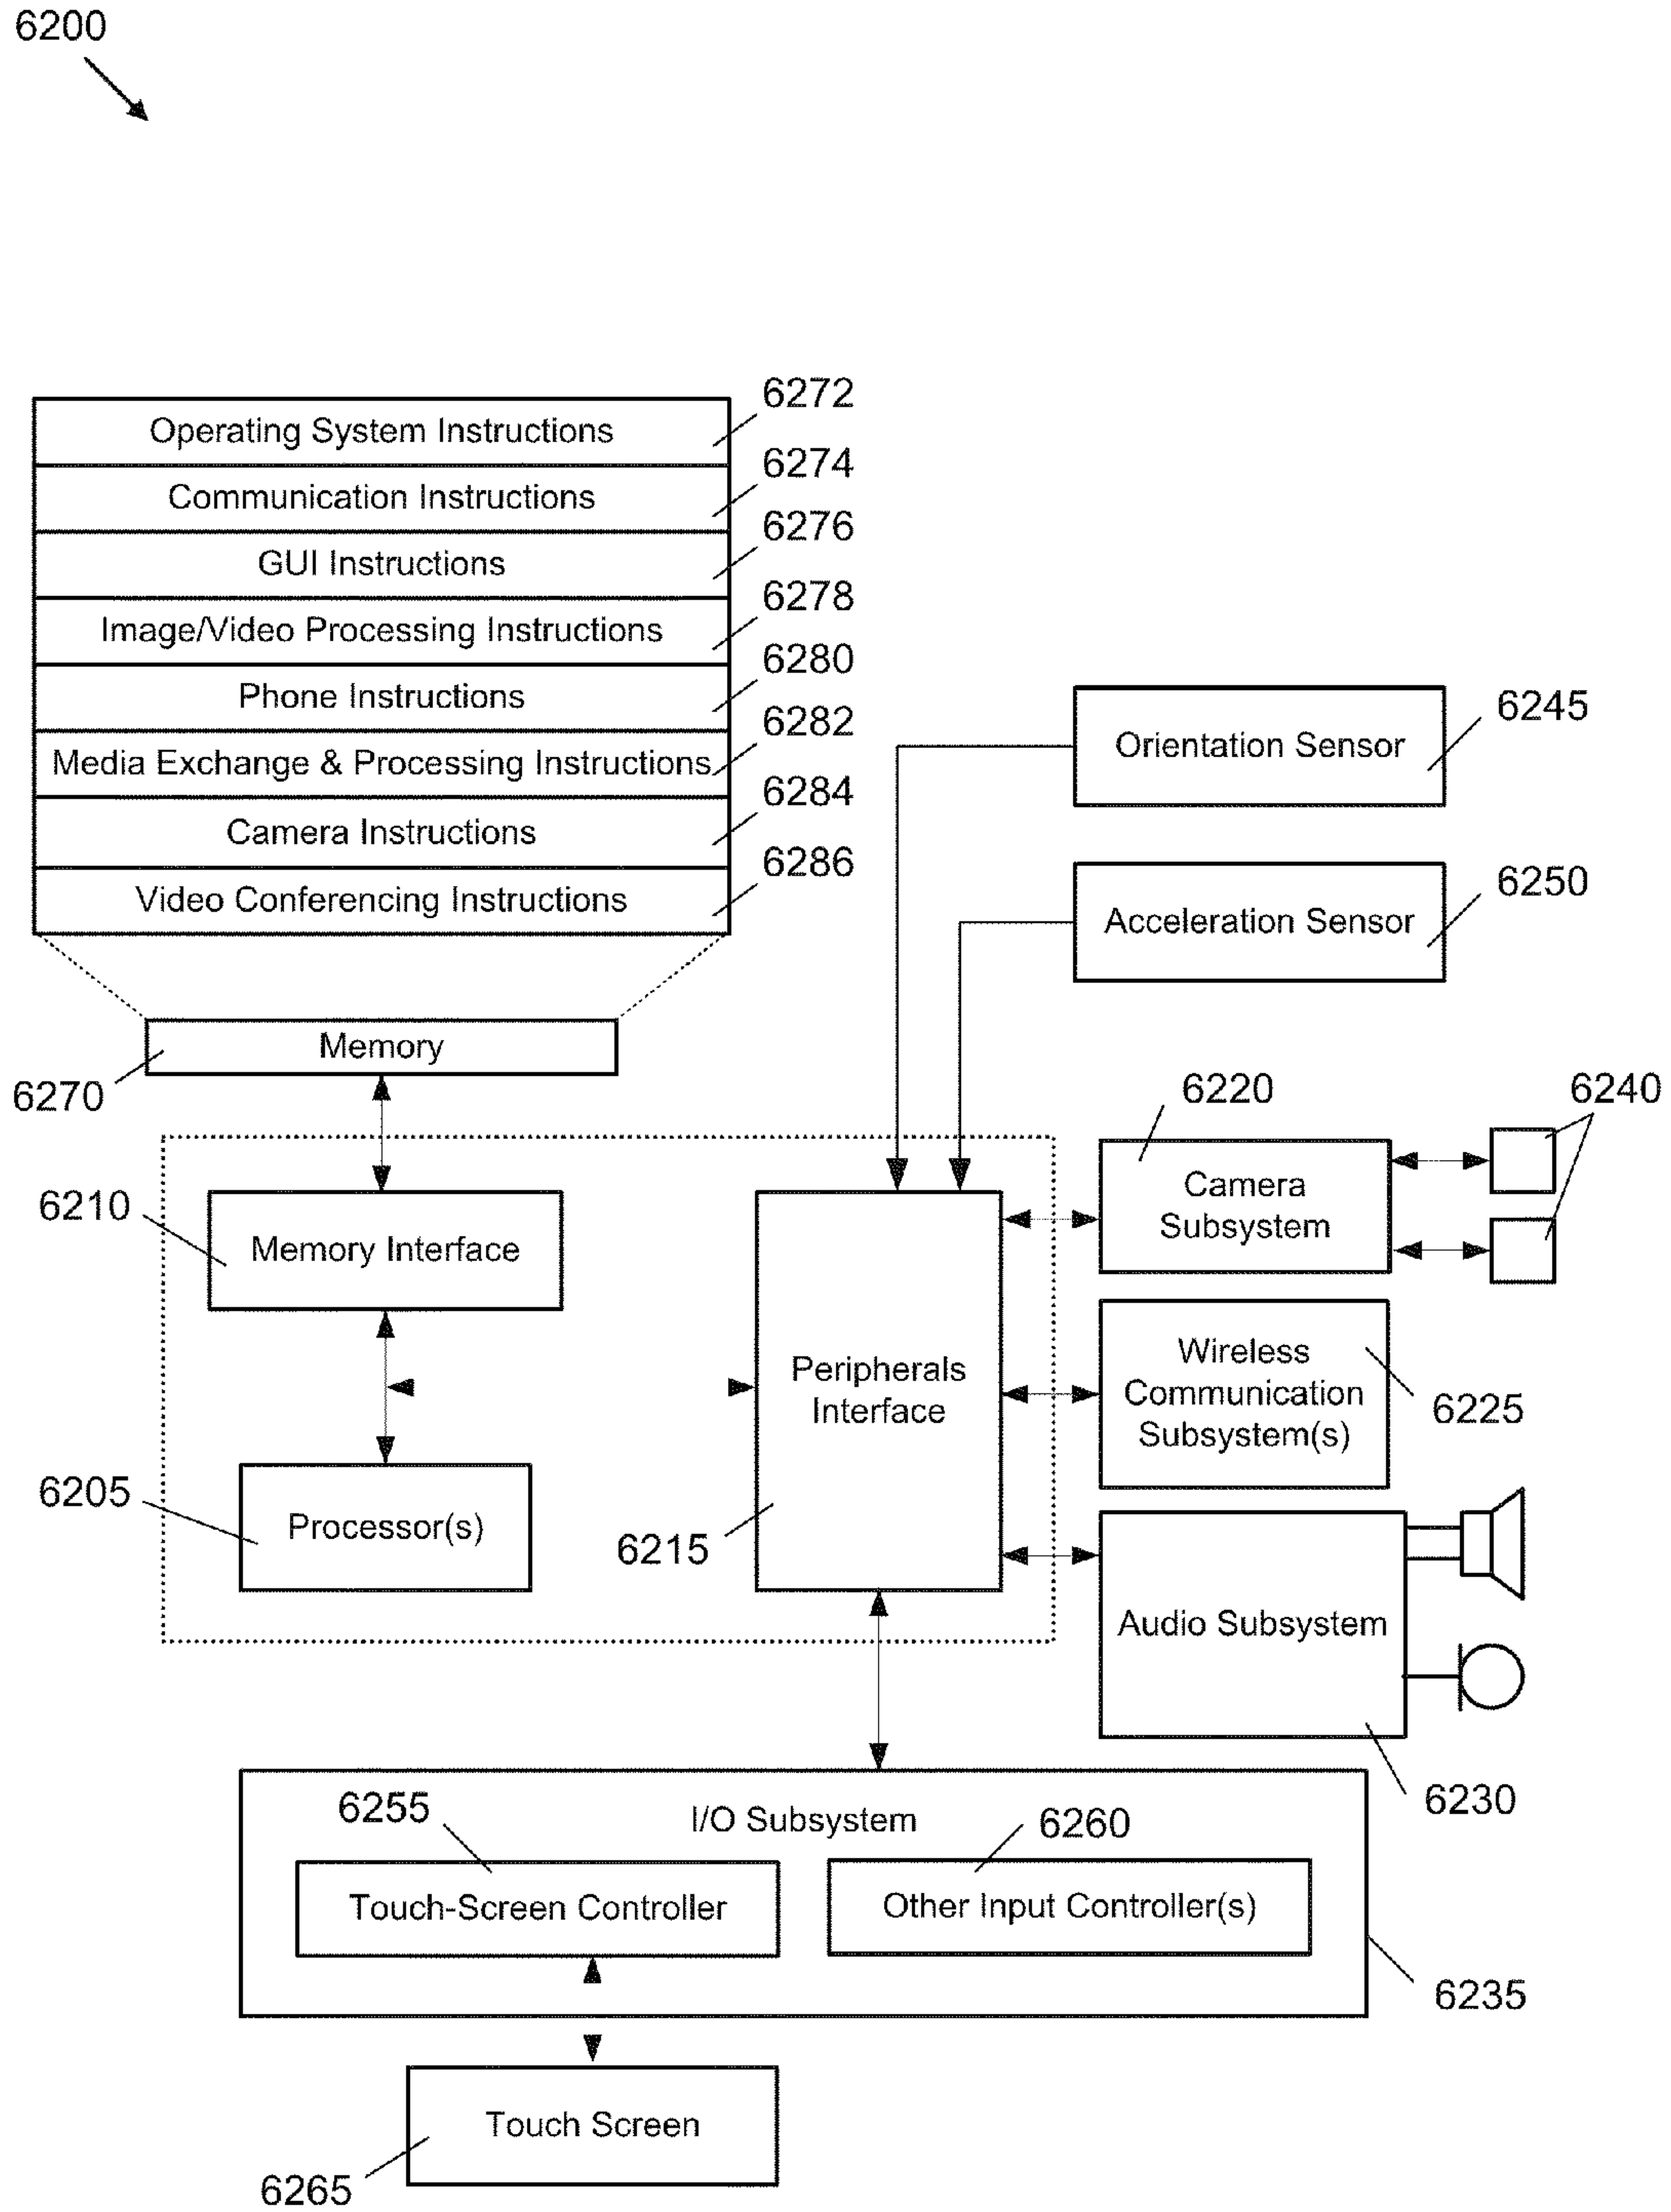 6200
Operating System Instructions
6272
Communication Instructions
6274
GUI Instructions
6276
Image/Video Processing Instructions
6278
Phone Instructions
6280
Media Exchange & Processing Instructions
6282
Camera Instructions
6284
Video Conferencing Instructions
6286
Memory
6270
Orientation Sensor
6245
Acceleration Sensor
6250
6220
6240
Camera
Subsystem
6210
Memory Interface
Peripherals
Interface
6215
Wireless
Communication
Subsystem(s)
6225
6205
Processor(s)
Audio Subsystem
6230
I/O Subsystem
6255
6260
Touch-Screen Controller
Other Input Controller(s)
6235
Touch Screen
6265